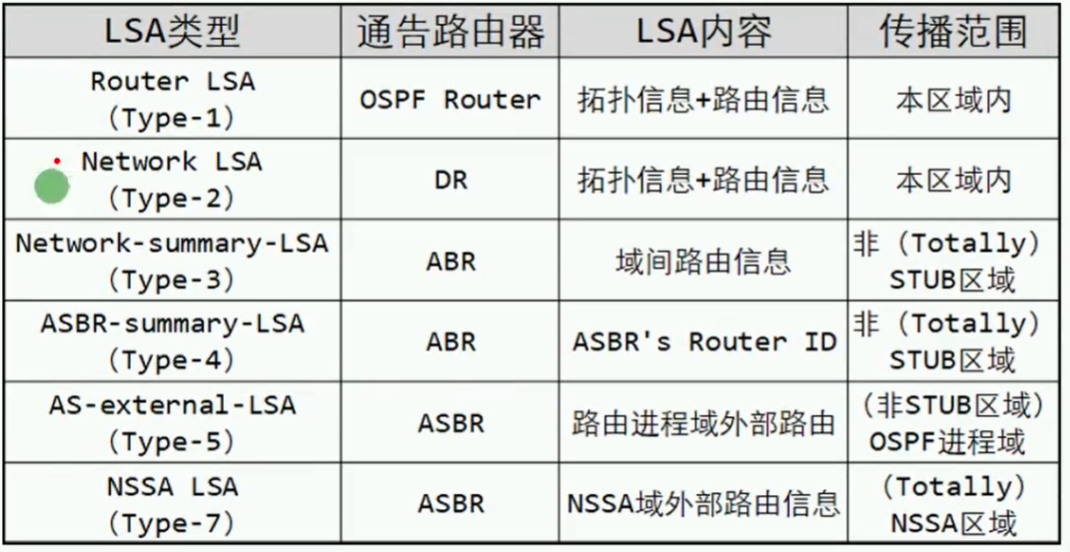 LSA类型 通告路由器 LSA内容 传播范围
Router LSA
(Type-1) OSPF Router 拓扑信息+路由信息 本区域内
Network LSA
(Type-2) DR 拓扑信息+路由信息 本区域内
Network-summary-LSA
(Type-3) ABR 域间路由信息 非（Totally）
STUB区域
ASBR-summary-LSA
(Type-4) ABR ASBR's Router ID 非（Totally）
STUB区域
AS-external-LSA
(Type-5) ASBR 路由进程域外部路由 （非STUB区域）
OSPF进程域
NSSA LSA
(Type-7) ASBR NSSA域外部路由信息 （Totally）
NSSA区域